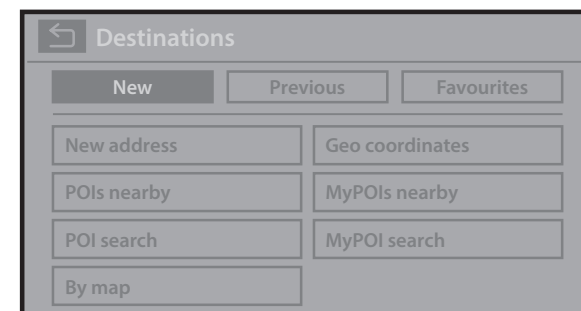 Destinations
New Previous Favourites
New address Geo coordinates
POIs nearby MyPOIs nearby
POI search MyPOI search
By map